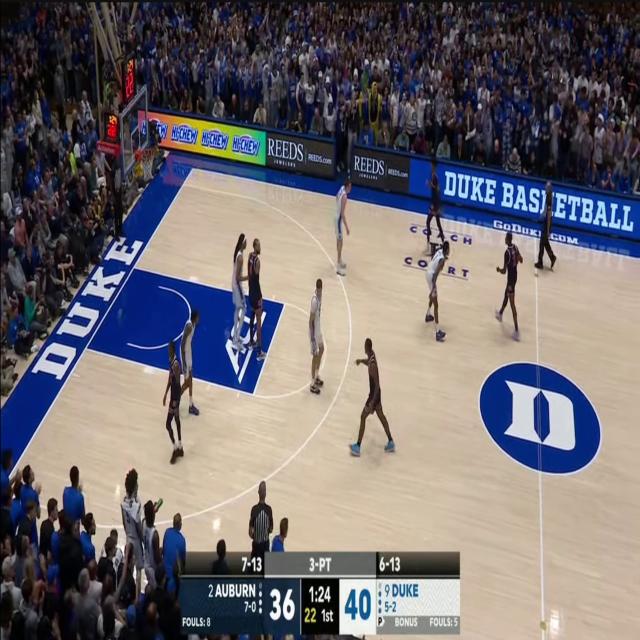 HI-CHEW HI-CHEW HI-CHEW
REEDS JEWELERS REEDS.com
REEDS JEWELERS REEDS.com
DUKE BASKETBALL
GoDuke.com
COACH
COURT
DUKE
ACC
D
7-13 3-PT 6-13
2 AUBURN 36 1:24 40 9 DUKE
7-0 22 1st 5-2
FOULS: 8 P BONUS FOULS: 5